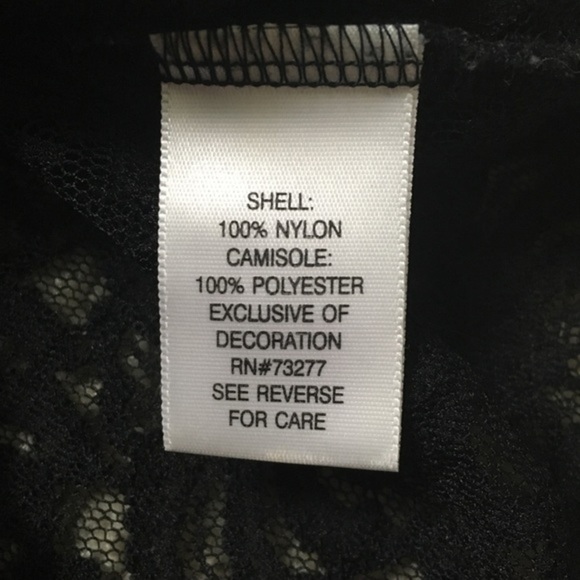 SHELL:
100% NYLON
CAMISOLE:
100% POLYESTER
EXCLUSIVE OF
DECORATION
RN#73277
SEE REVERSE
FOR CARE